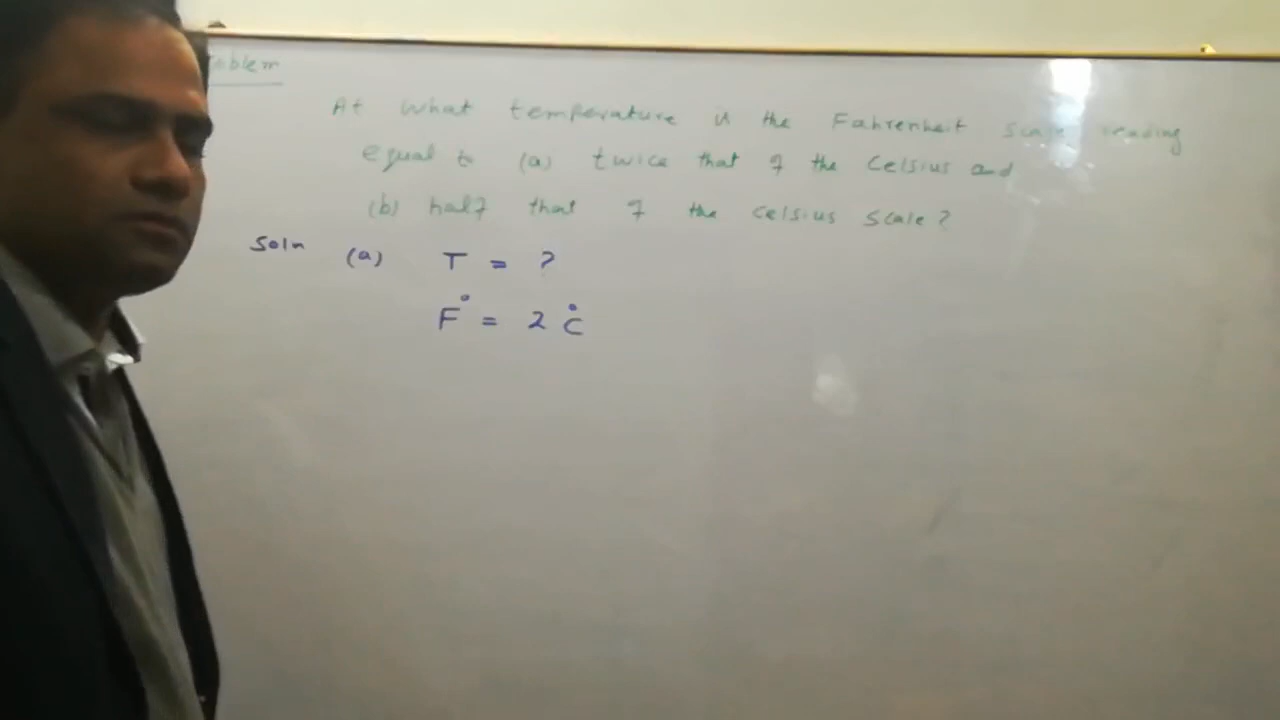 oblem
At what temperature is the Fahrenheit scale reading
equal to (a) twice that of the Celsius and
(b) half that of the Celsius Scale?
Soln (a) T = ?
F° = 2 °C